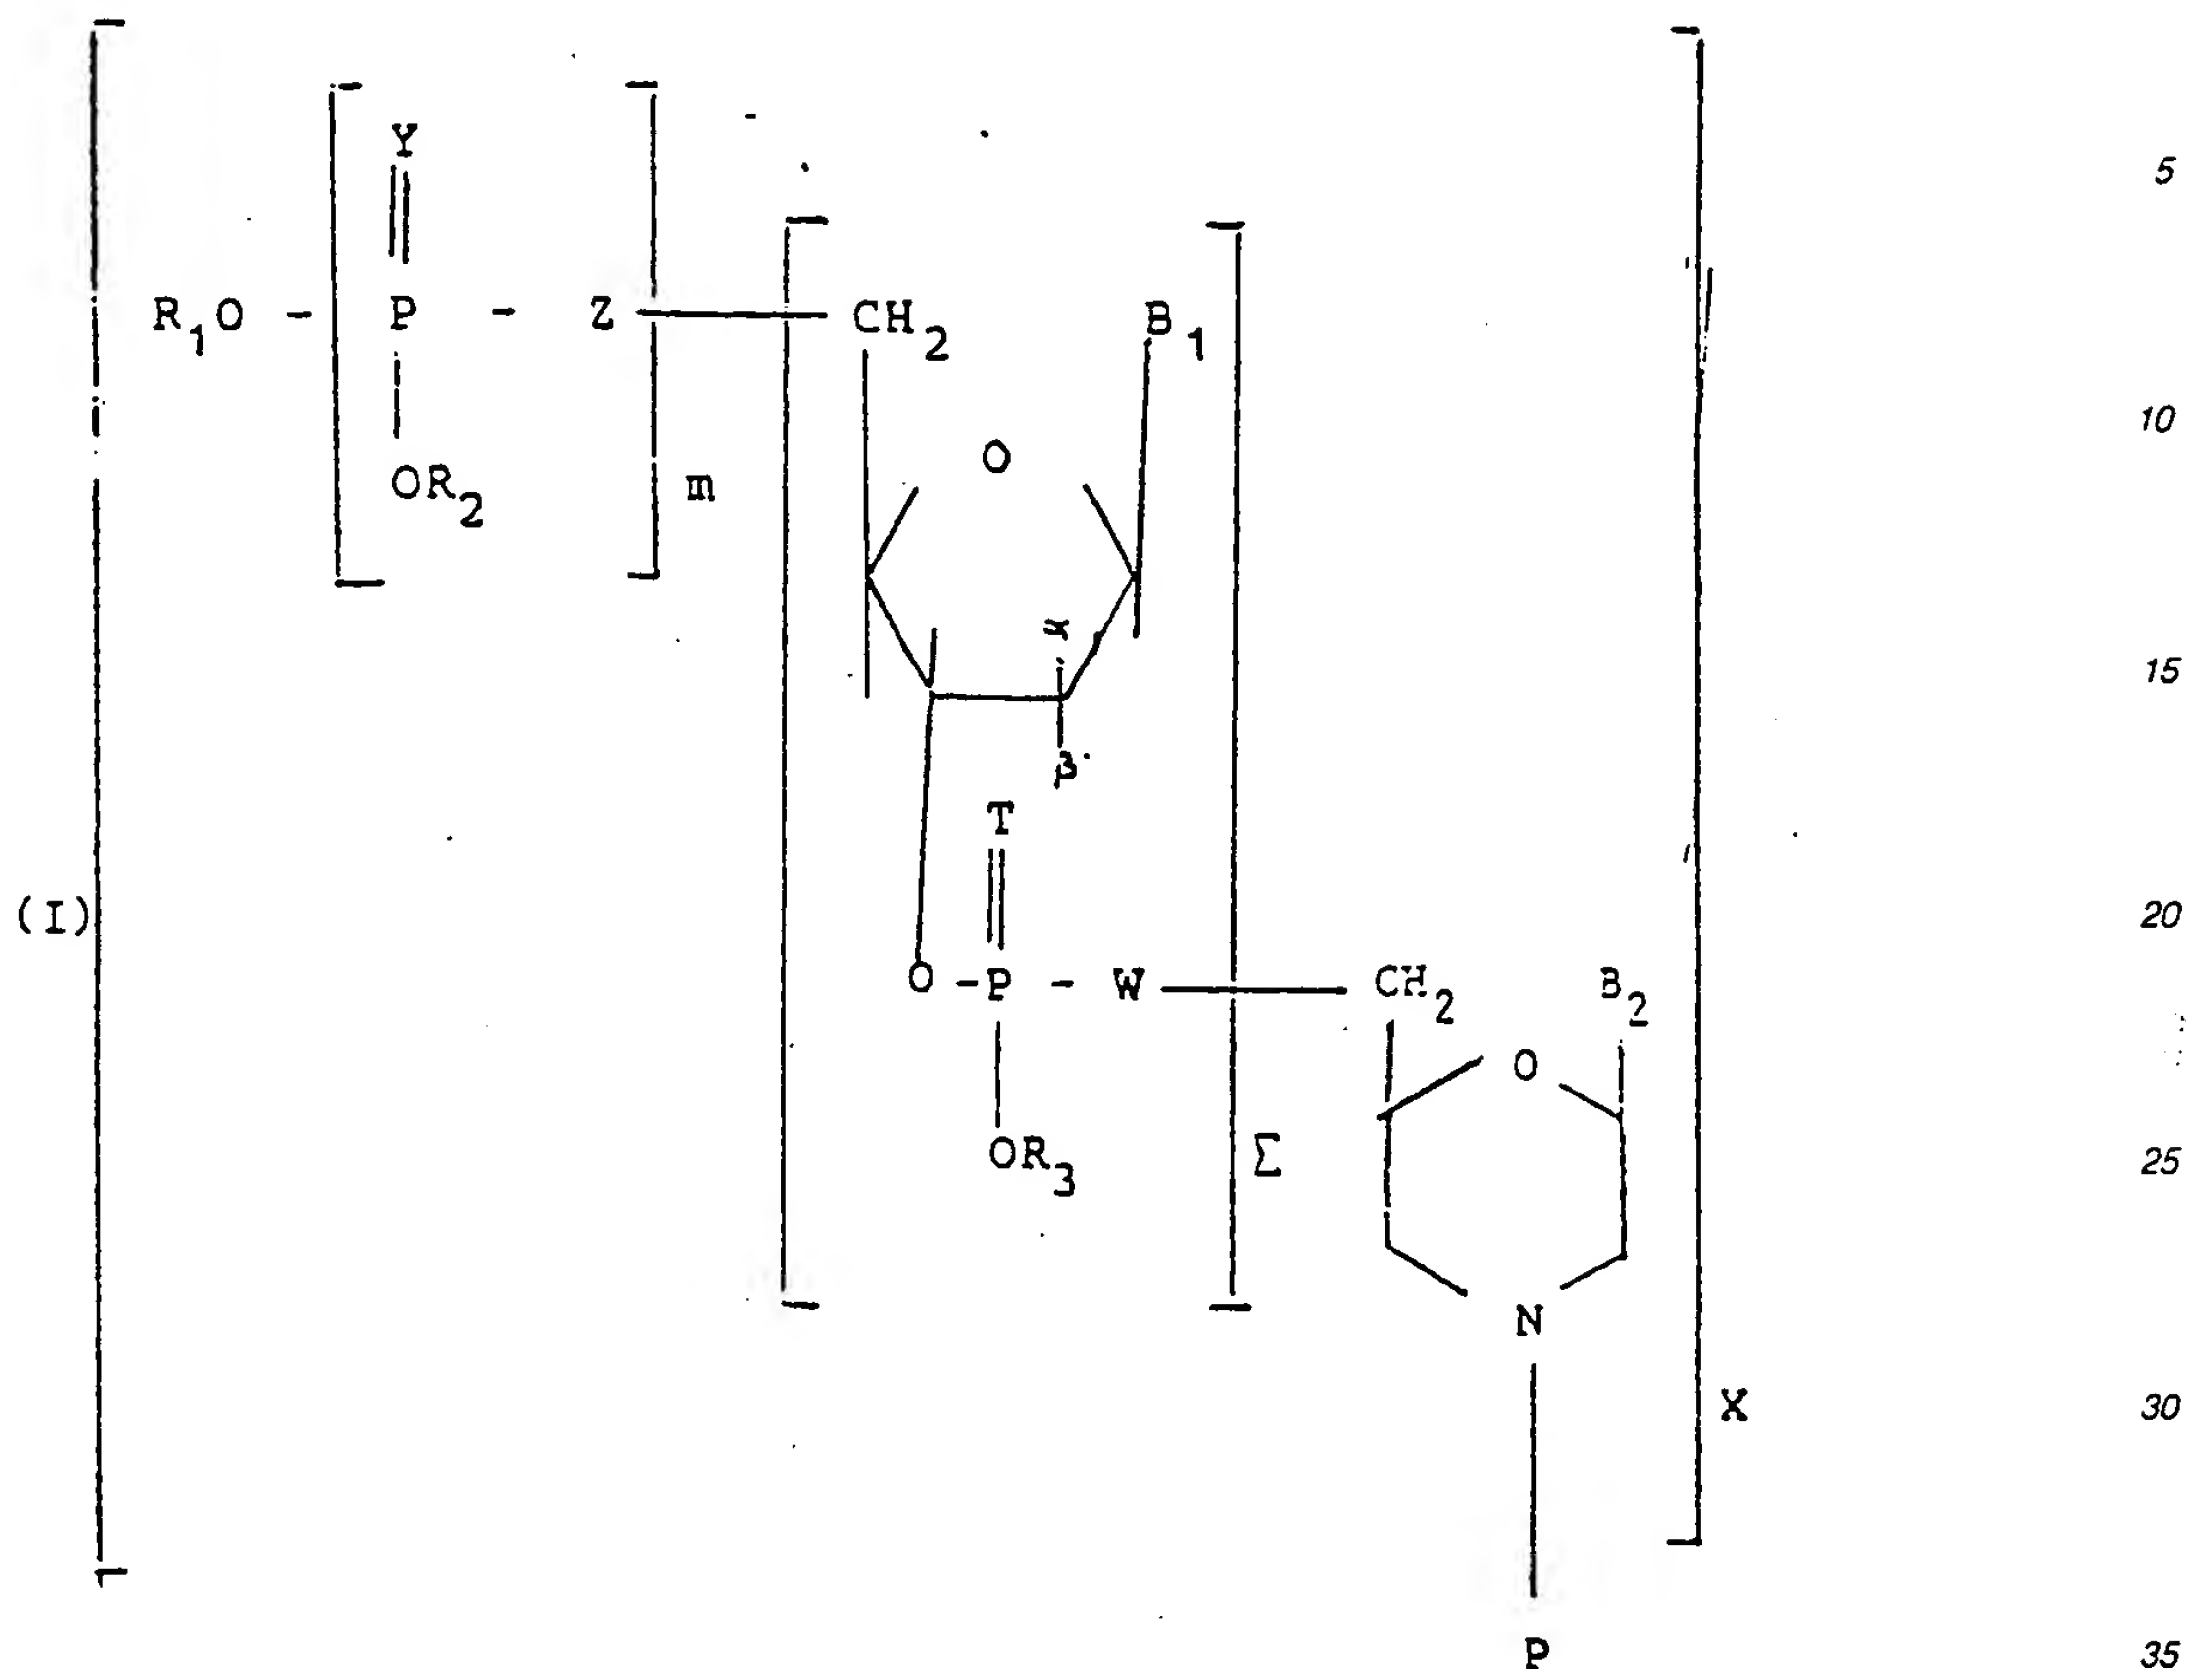 Y
5
R1O - P - Z CH2 B1
10
O
OR2 m
α
15
β
T
(I) 20
O - P - W CH2 B2
O
OR3 Σ 25
N
X 30
P 35